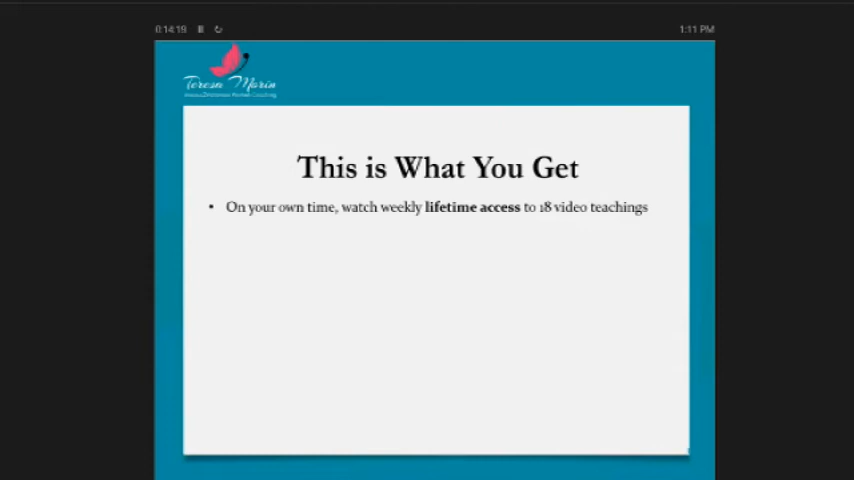 0:14:19
1:11 PM
Teresa Morin
This is What You Get
• On your own time, watch weekly lifetime access to 18 video teachings